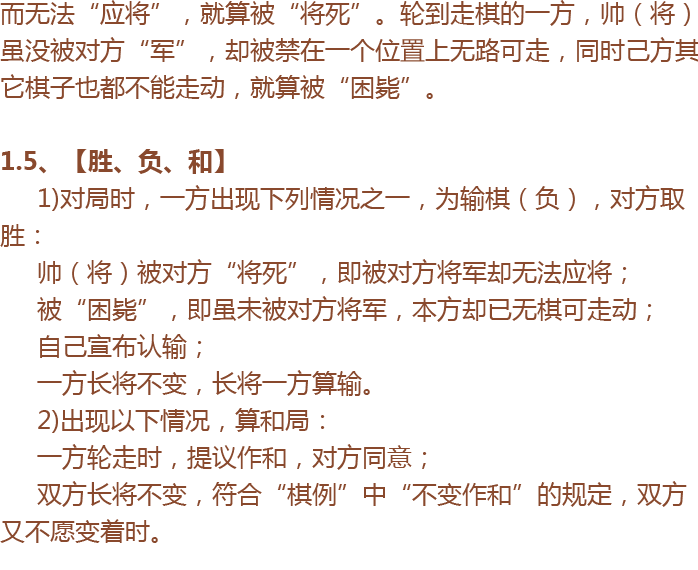 而无法“应将”，就算被“将死”。轮到走棋的一方，帅（将）
虽没被对方“军”，却被禁在一个位置上无路可走，同时己方其
它棋子也都不能走动，就算被“困毙”。
1.5、【胜、负、和】
1)对局时，一方出现下列情况之一，为输棋（负），对方取
胜：
帅（将）被对方“将死”，即被对方将军却无法应将；
被“困毙”，即虽未被对方将军，本方却已无棋可走动；
自己宣布认输；
一方长将不变，长将一方算输。
2)出现以下情况，算和局：
一方轮走时，提议作和，对方同意；
双方长将不变，符合“棋例”中“不变作和”的规定，双方
又不愿变着时。